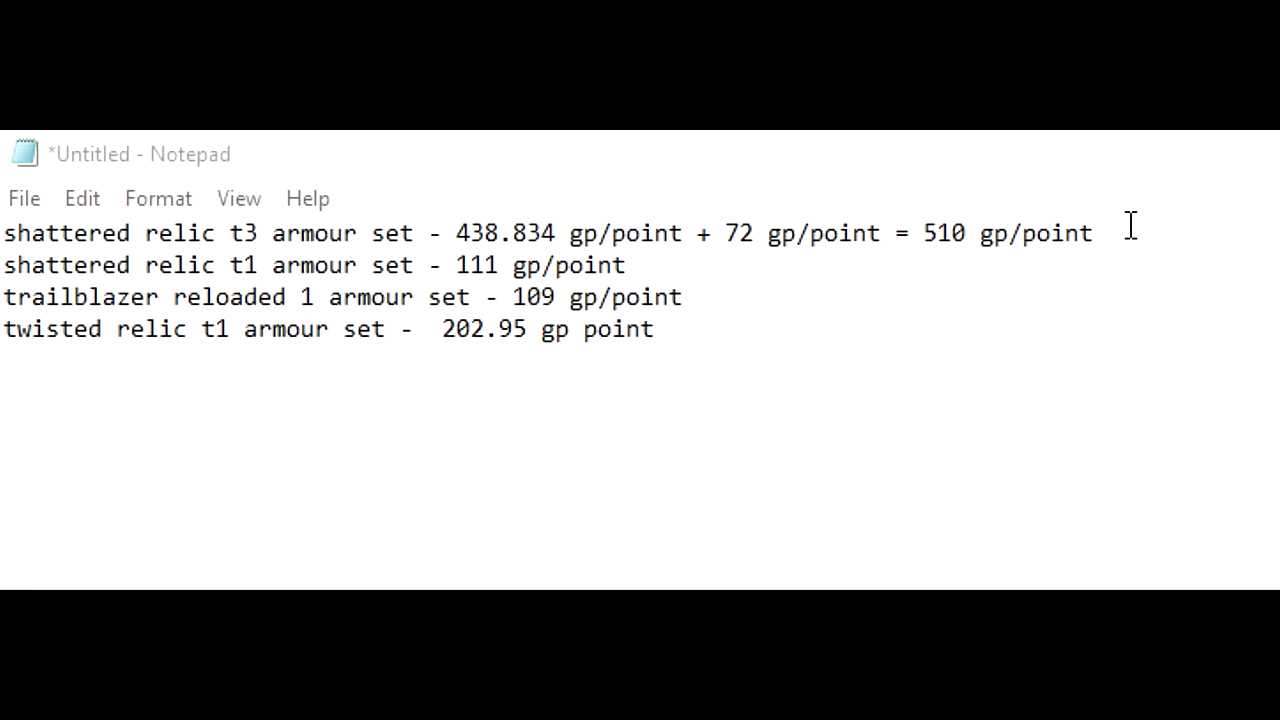 *Untitled - Notepad
File Edit Format View Help
shattered relic t3 armour set - 438.834 gp/point + 72 gp/point = 510 gp/point
shattered relic t1 armour set - 111 gp/point
trailblazer reloaded 1 armour set - 109 gp/point
twisted relic t1 armour set -  202.95 gp point